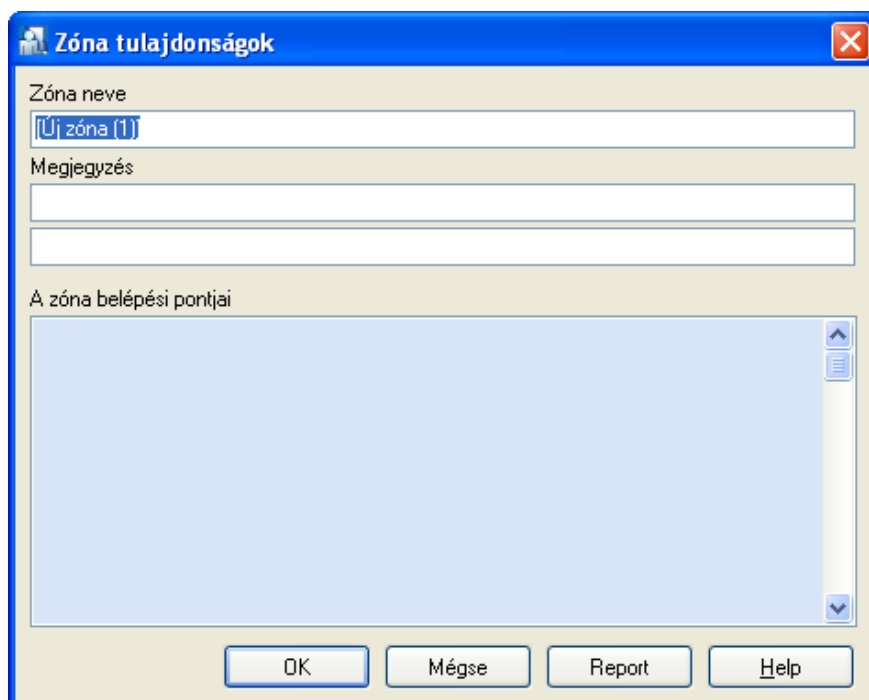 Zóna tulajdonságok
Zóna neve
[Új zóna (1)]
Megjegyzés
A zóna belépési pontjai
OK Mégse Report Help